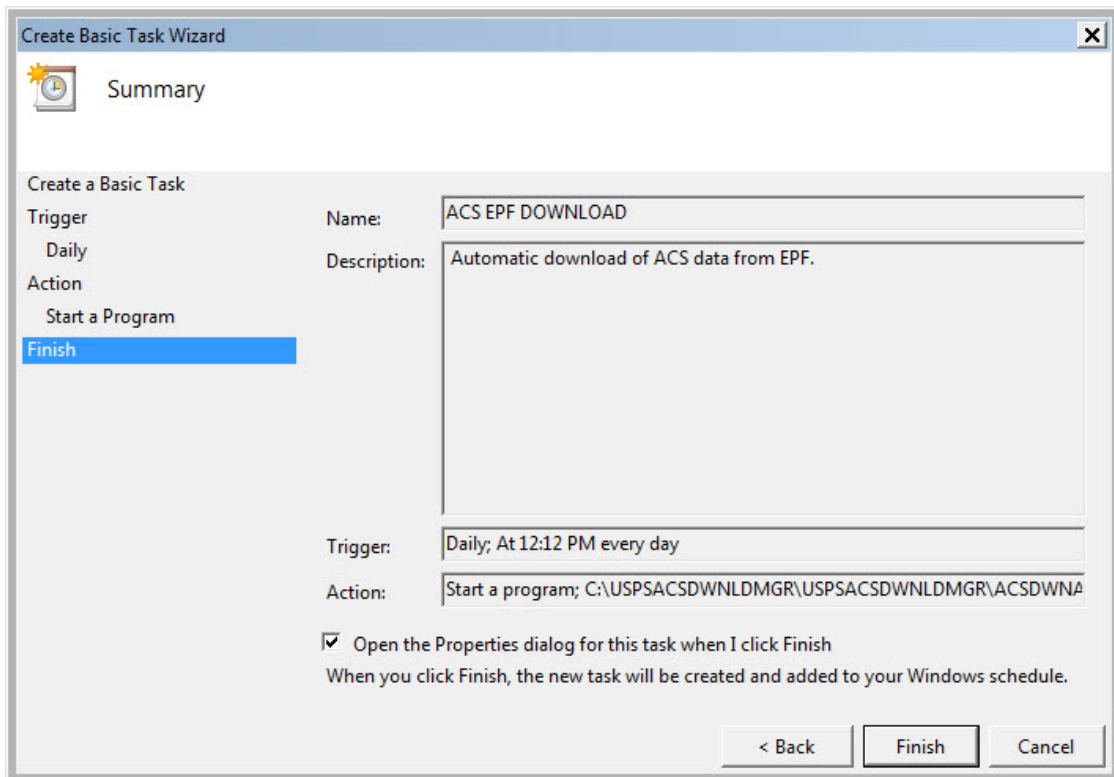 Create Basic Task Wizard
Summary
Create a Basic Task
Trigger
Daily
Action
Start a Program
Finish
Name:
ACS EPF DOWNLOAD
Description:
Automatic download of ACS data from EPF.
Trigger:
Daily; At 12:12 PM every day
Action:
Start a program; C:\USPSACSDWNLDMGR\USPSACSDWNLDMGR\ACSDWNA
Open the Properties dialog for this task when I click Finish
When you click Finish, the new task will be created and added to your Windows schedule.
< Back
Finish
Cancel